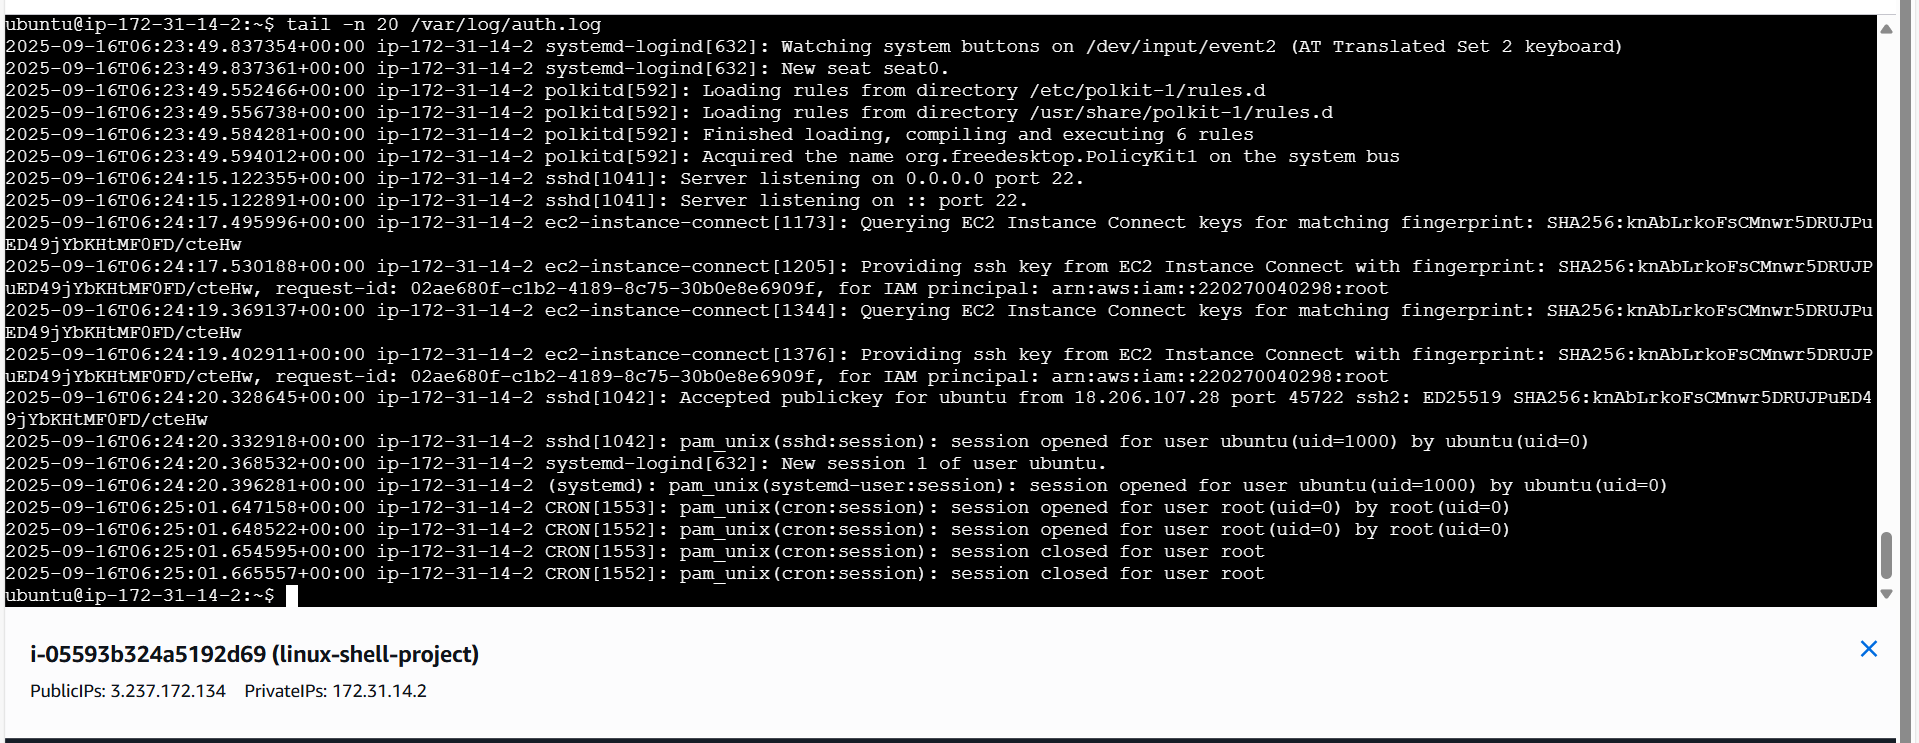 ubuntu@ip-172-31-14-2:~$ tail -n 20 /var/log/auth.log
2025-09-16T06:23:49.837354+00:00 ip-172-31-14-2 systemd-logind[632]: Watching system buttons on /dev/input/event2 (AT Translated Set 2 keyboard)
2025-09-16T06:23:49.837361+00:00 ip-172-31-14-2 systemd-logind[632]: New seat seat0.
2025-09-16T06:23:49.552466+00:00 ip-172-31-14-2 polkitd[592]: Loading rules from directory /etc/polkit-1/rules.d
2025-09-16T06:23:49.556738+00:00 ip-172-31-14-2 polkitd[592]: Loading rules from directory /usr/share/polkit-1/rules.d
2025-09-16T06:23:49.584281+00:00 ip-172-31-14-2 polkitd[592]: Finished loading, compiling and executing 6 rules
2025-09-16T06:23:49.594012+00:00 ip-172-31-14-2 polkitd[592]: Acquired the name org.freedesktop.PolicyKit1 on the system bus
2025-09-16T06:24:15.122355+00:00 ip-172-31-14-2 sshd[1041]: Server listening on 0.0.0.0 port 22.
2025-09-16T06:24:15.122891+00:00 ip-172-31-14-2 sshd[1041]: Server listening on :: port 22.
2025-09-16T06:24:17.495996+00:00 ip-172-31-14-2 ec2-instance-connect[1173]: Querying EC2 Instance Connect keys for matching fingerprint: SHA256:knAbLrkoFsCMnwr5DRUJPu
ED49jYbKHtMF0FD/cteHw
2025-09-16T06:24:17.530188+00:00 ip-172-31-14-2 ec2-instance-connect[1205]: Providing ssh key from EC2 Instance Connect with fingerprint: SHA256:knAbLrkoFsCMnwr5DRUJP
uED49jYbKHtMF0FD/cteHw, request-id: 02ae680f-c1b2-4189-8c75-30b0e8e6909f, for IAM principal: arn:aws:iam::220270040298:root
2025-09-16T06:24:19.369137+00:00 ip-172-31-14-2 ec2-instance-connect[1344]: Querying EC2 Instance Connect keys for matching fingerprint: SHA256:knAbLrkoFsCMnwr5DRUJPu
ED49jYbKHtMF0FD/cteHw
2025-09-16T06:24:19.402911+00:00 ip-172-31-14-2 ec2-instance-connect[1376]: Providing ssh key from EC2 Instance Connect with fingerprint: SHA256:knAbLrkoFsCMnwr5DRUJP
uED49jYbKHtMF0FD/cteHw, request-id: 02ae680f-c1b2-4189-8c75-30b0e8e6909f, for IAM principal: arn:aws:iam::220270040298:root
2025-09-16T06:24:20.328645+00:00 ip-172-31-14-2 sshd[1042]: Accepted publickey for ubuntu from 18.206.107.28 port 45722 ssh2: ED25519 SHA256:knAbLrkoFsCMnwr5DRUJPuED4
9jYbKHtMF0FD/cteHw
2025-09-16T06:24:20.332918+00:00 ip-172-31-14-2 sshd[1042]: pam_unix(sshd:session): session opened for user ubuntu(uid=1000) by ubuntu(uid=0)
2025-09-16T06:24:20.368532+00:00 ip-172-31-14-2 systemd-logind[632]: New session 1 of user ubuntu.
2025-09-16T06:24:20.396281+00:00 ip-172-31-14-2 (systemd): pam_unix(systemd-user:session): session opened for user ubuntu(uid=1000) by ubuntu(uid=0)
2025-09-16T06:25:01.647158+00:00 ip-172-31-14-2 CRON[1553]: pam_unix(cron:session): session opened for user root(uid=0) by root(uid=0)
2025-09-16T06:25:01.648522+00:00 ip-172-31-14-2 CRON[1552]: pam_unix(cron:session): session opened for user root(uid=0) by root(uid=0)
2025-09-16T06:25:01.654595+00:00 ip-172-31-14-2 CRON[1553]: pam_unix(cron:session): session closed for user root
2025-09-16T06:25:01.665557+00:00 ip-172-31-14-2 CRON[1552]: pam_unix(cron:session): session closed for user root
ubuntu@ip-172-31-14-2:~$
i-05593b324a5192d69 (linux-shell-project)
PublicIPs: 3.237.172.134 PrivateIPs: 172.31.14.2